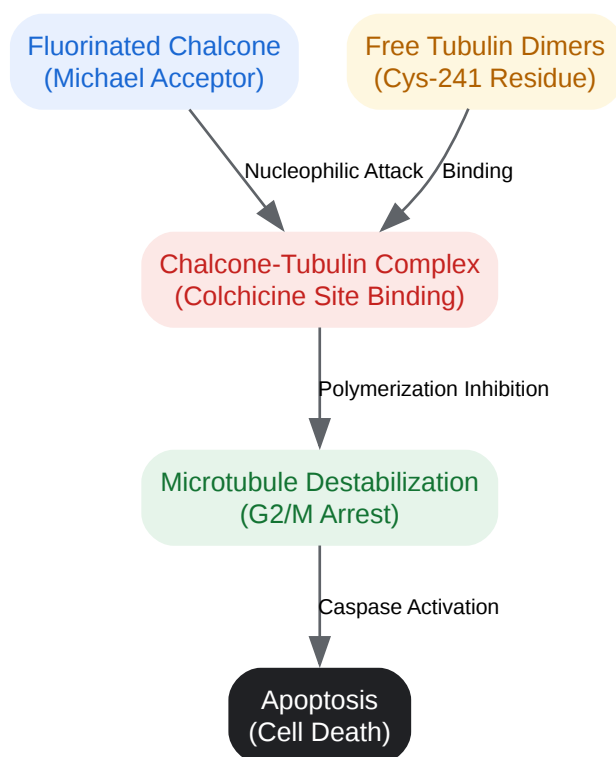 Fluorinated Chalcone
(Michael Acceptor)
Free Tubulin Dimers
(Cys-241 Residue)
Nucleophilic Attack
Binding
Chalcone-Tubulin Complex
(Colchicine Site Binding)
Polymerization Inhibition
Microtubule Destabilization
(G2/M Arrest)
Caspase Activation
Apoptosis
(Cell Death)